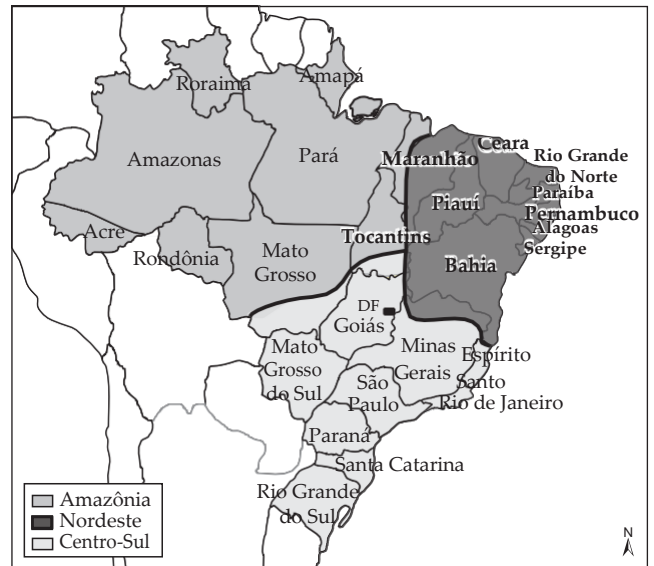 Roraima
Amapá
Amazonas
Pará
Maranhão
Ceara
Rio Grande
do Norte
Paraíba
Piauí
Pernambuco
Alagoas
Sergipe
Acre
Rondônia
Mato
Grosso
Tocantins
Bahia
DF
Goiás
Mato
Grosso
do Sul
Minas
Gerais
Espírito
Santo
São
Paulo
Rio de Janeiro
Paraná
Santa Catarina
Rio Grande
do Sul
Amazônia
Nordeste
Centro-Sul
N